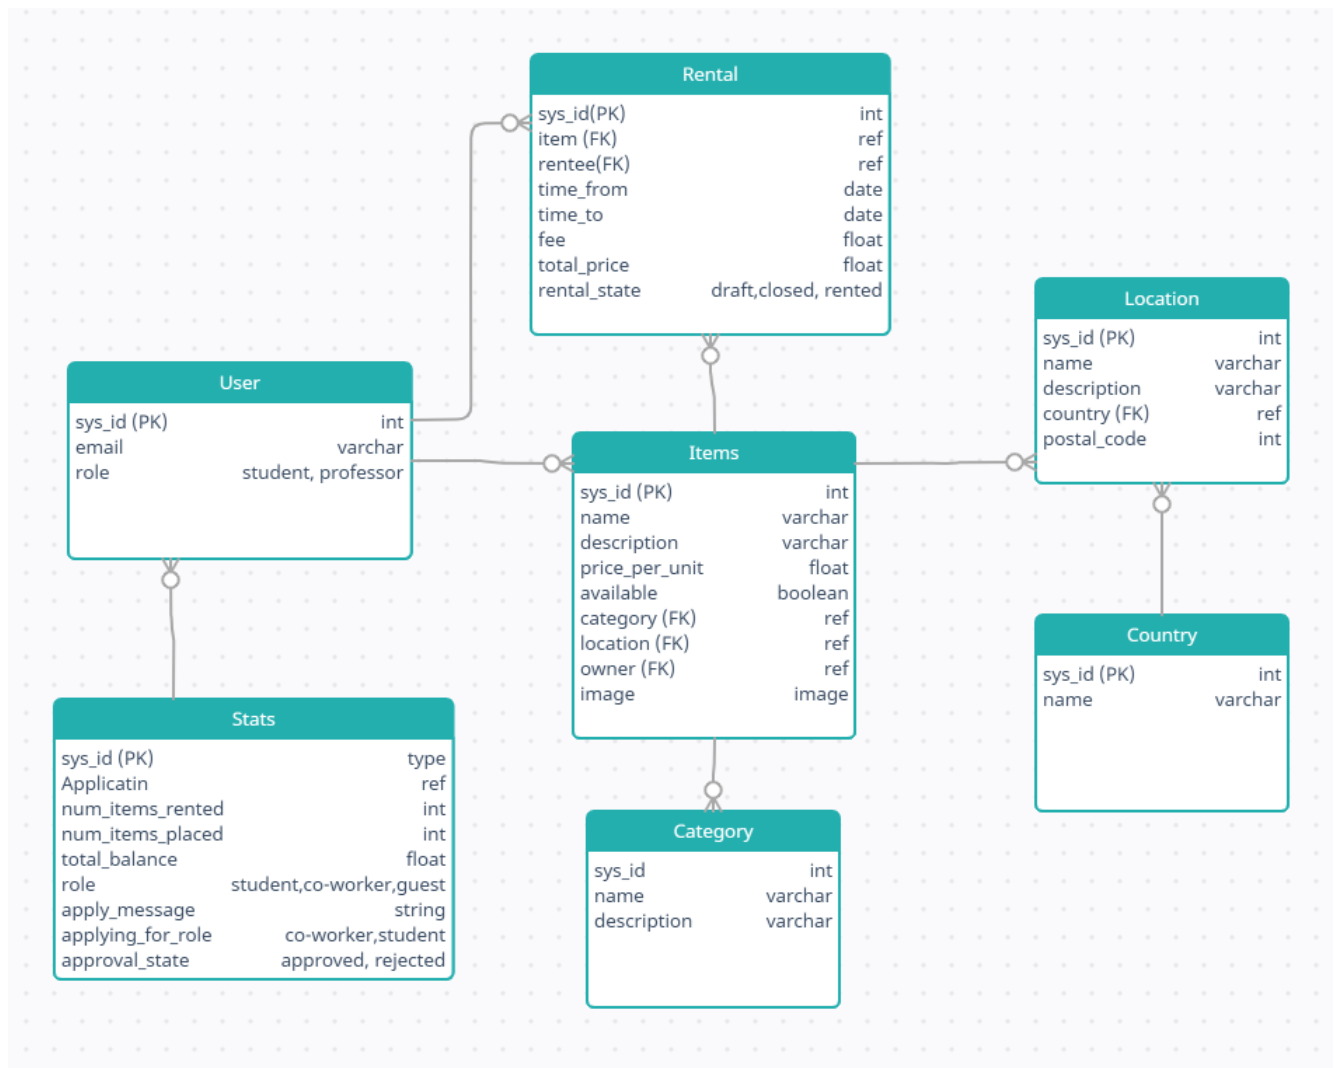 Rental
sys_id(PK) int
item (FK) ref
rentee(FK) ref
time_from date
time_to date
fee float
total_price float
rental_state draft,closed, rented
Location
sys_id (PK) int
name varchar
description varchar
country (FK) ref
postal_code int
User
sys_id (PK) int
email varchar
role student, professor
Items
sys_id (PK) int
name varchar
description varchar
price_per_unit float
available boolean
category (FK) ref
location (FK) ref
owner (FK) ref
image image
Country
sys_id (PK) int
name varchar
Stats
sys_id (PK) type
Applicatin ref
num_items_rented int
num_items_placed int
total_balance float
role student,co-worker,guest
apply_message string
applying_for_role co-worker,student
approval_state approved, rejected
Category
sys_id int
name varchar
description varchar